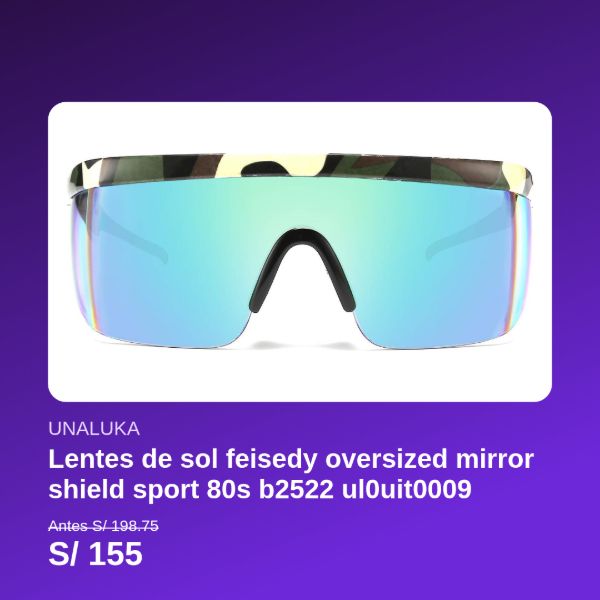 UNALUKA
Lentes de sol feisedy oversized mirror
shield sport 80s b2522 ul0uit0009
Antes S/ 198.75
S/ 155